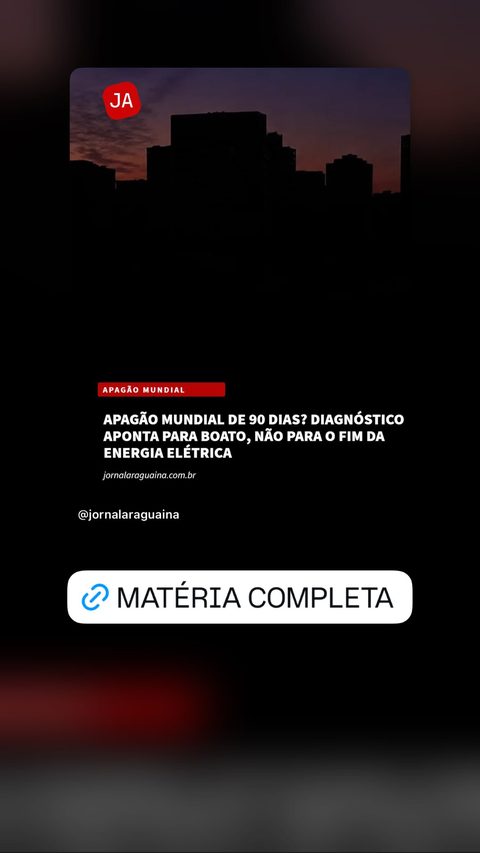 JA
APAGÃO MUNDIAL
APAGÃO MUNDIAL DE 90 DIAS? DIAGNÓSTICO
APONTA PARA BOATO, NÃO PARA O FIM DA
ENERGIA ELÉTRICA
jornalaraguaina.com.br
@jornalaraguaina
MATÉRIA COMPLETA